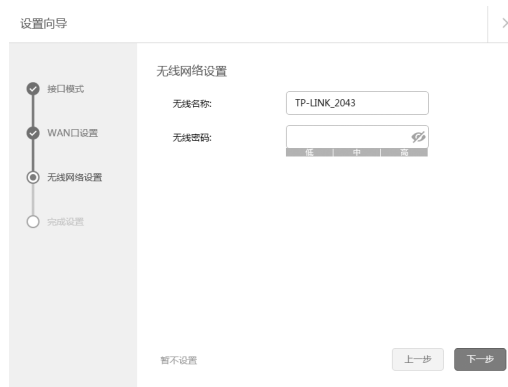 设置向导
接口模式
WAN口设置
无线网络设置
完成设置
无线网络设置
无线名称: TP-LINK_2043
无线密码:
低 | 中 | 高
暂不设置
上一步
下一步